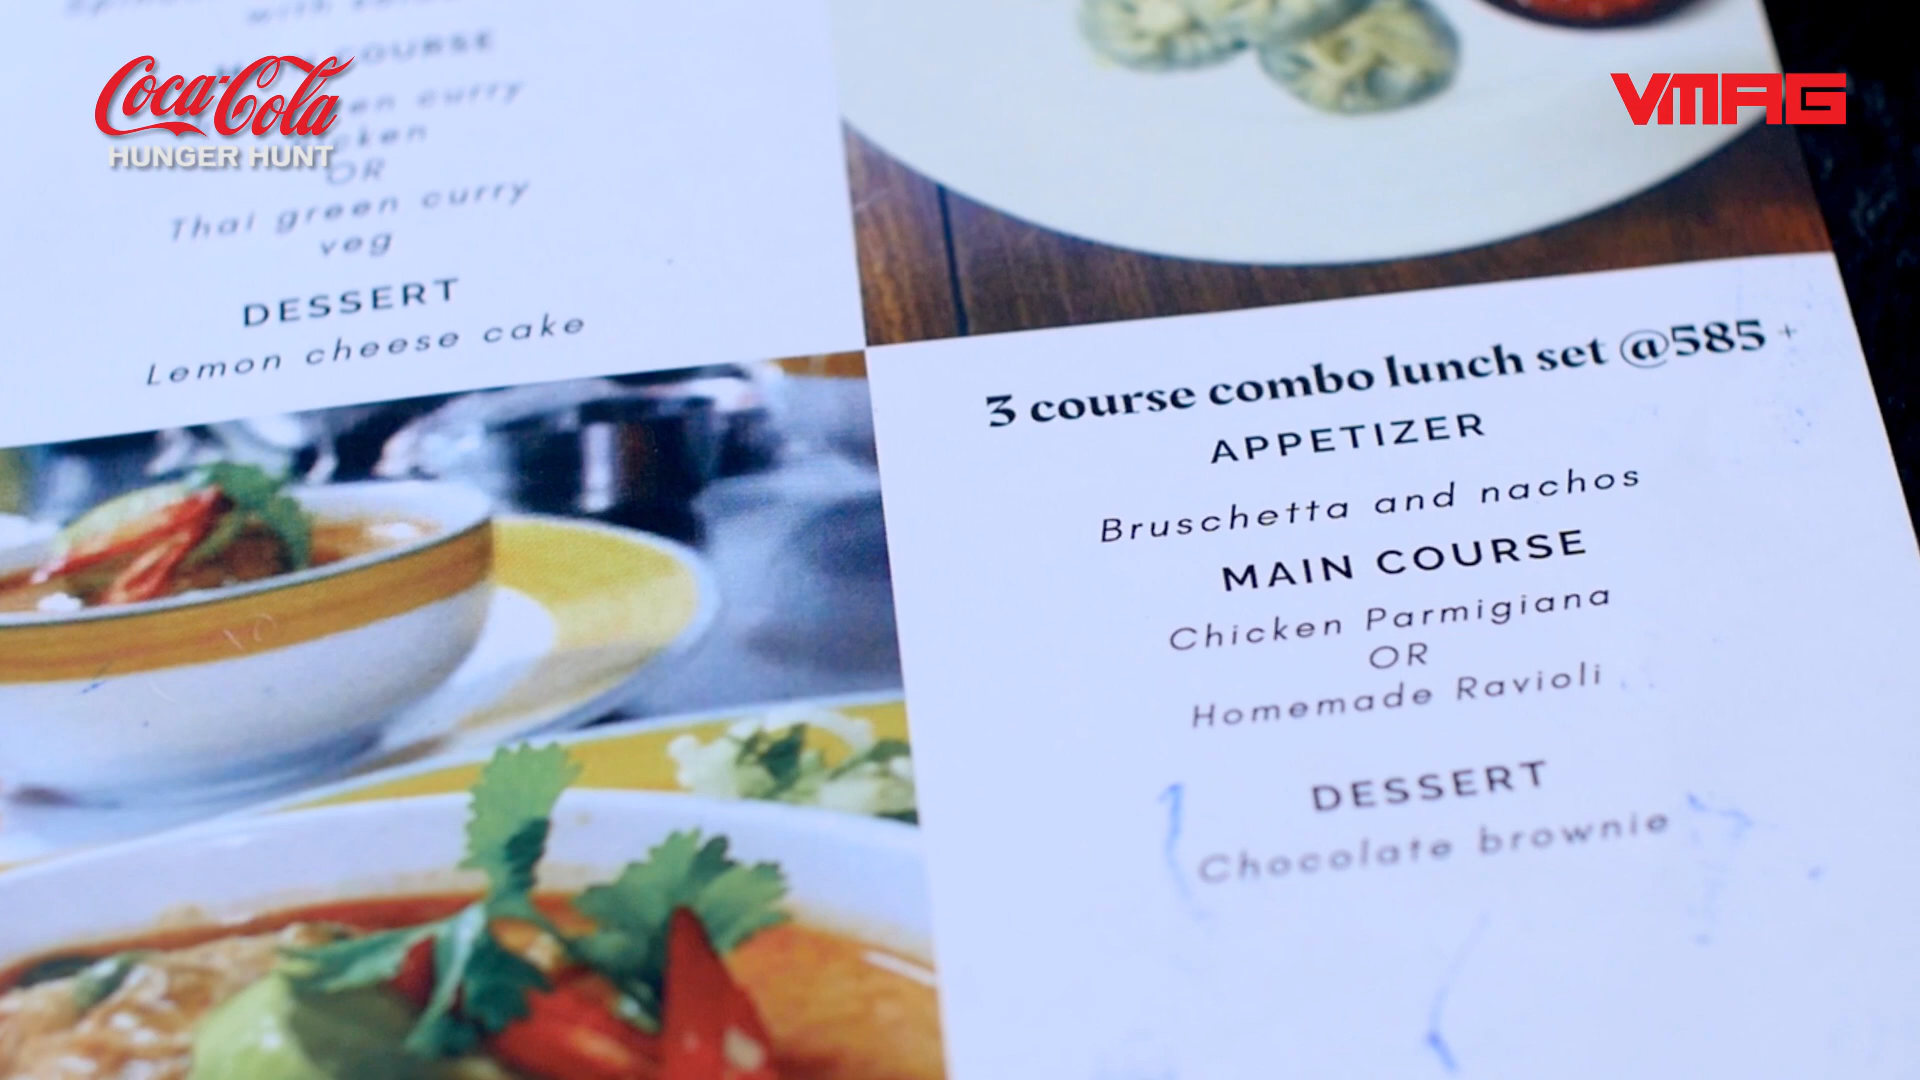 Coca-Cola
HUNGER HUNT
VMAG
COURSE
curry
OR
Thai green curry
veg
DESSERT
Lemon cheese cake
3 course combo lunch set @585 +
APPETIZER
Bruschetta and nachos
MAIN COURSE
Chicken Parmigiana
OR
Homemade Ravioli
DESSERT
Chocolate brownie